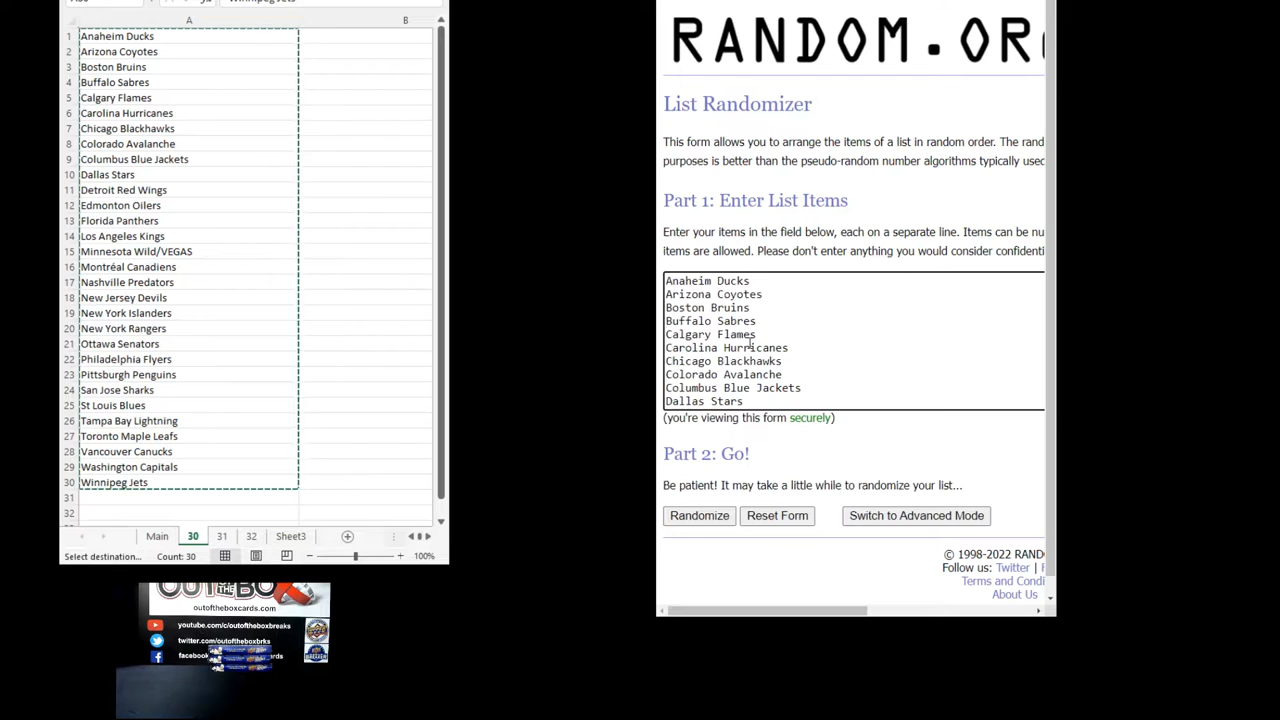 A
B
1 Anaheim Ducks
2 Arizona Coyotes
3 Boston Bruins
4 Buffalo Sabres
5 Calgary Flames
6 Carolina Hurricanes
7 Chicago Blackhawks
8 Colorado Avalanche
9 Columbus Blue Jackets
10 Dallas Stars
11 Detroit Red Wings
12 Edmonton Oilers
13 Florida Panthers
14 Los Angeles Kings
15 Minnesota Wild/VEGAS
16 Montréal Canadiens
17 Nashville Predators
18 New Jersey Devils
19 New York Islanders
20 New York Rangers
21 Ottawa Senators
22 Philadelphia Flyers
23 Pittsburgh Penguins
24 San Jose Sharks
25 St Louis Blues
26 Tampa Bay Lightning
27 Toronto Maple Leafs
28 Vancouver Canucks
29 Washington Capitals
30 Winnipeg Jets
31
32
Main 30 31 32 Sheet3
Select destination... Count: 30 100%
outoftheboxcards.com
youtube.com/c/outoftheboxbreaks
twitter.com/outoftheboxbrks
RANDOM.OR
List Randomizer
This form allows you to arrange the items of a list in random order. The rand
purposes is better than the pseudo-random number algorithms typically used
Part 1: Enter List Items
Enter your items in the field below, each on a separate line. Items can be nu
items are allowed. Please don't enter anything you would consider confidenti
Anaheim Ducks
Arizona Coyotes
Boston Bruins
Buffalo Sabres
Calgary Flames
Carolina Hurricanes
Chicago Blackhawks
Colorado Avalanche
Columbus Blue Jackets
Dallas Stars
(you're viewing this form securely)
Part 2: Go!
Be patient! It may take a little while to randomize your list...
Randomize Reset Form Switch to Advanced Mode
© 1998-2022 RAND
Follow us: Twitter |
Terms and Condi
About Us